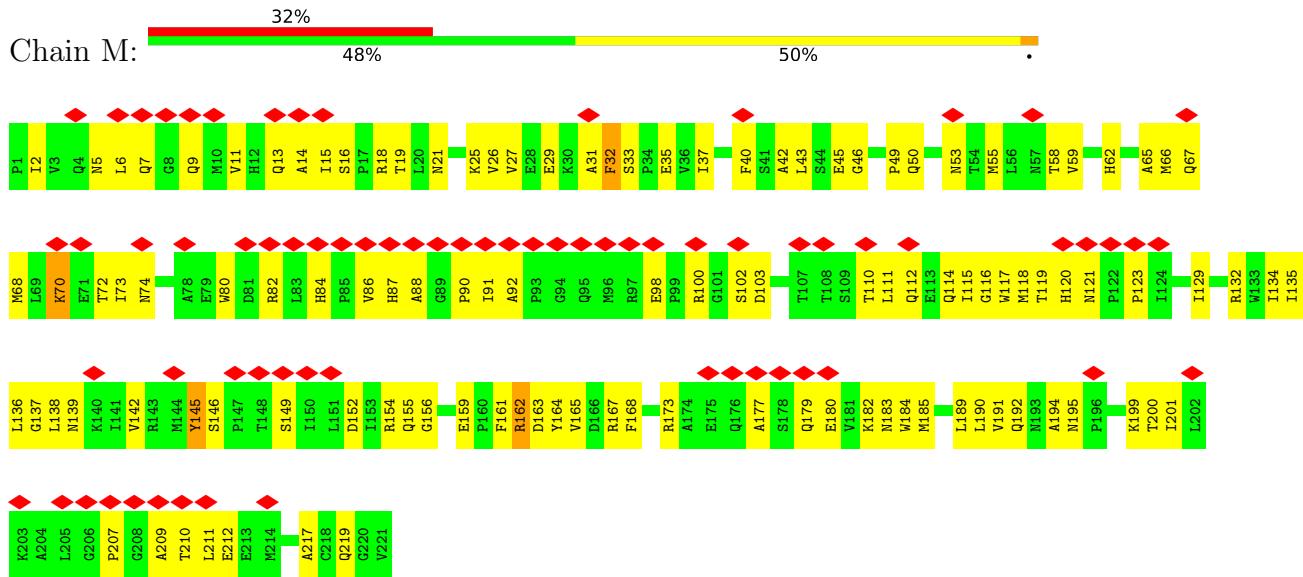 32%
Chain M:
48% 50% •
P1 I2 V3 Q4 N5 L6 Q7 G8 Q9 M10 V11 H12 Q13 A14 I15 S16 P17 R18 T19 L20 N21 K25 V26 V27 E28 E29 K30 A31 F32 S33 P34 E35 V36 I37 F40 S41 A42 L43 S44 E45 G46 P49 Q50 N53 T54 M55 L56 N57 T58 V59 H62 A65 M66 Q67
M68 L69 K70 E71 T72 I73 N74 A78 E79 W80 D81 R82 L83 H84 P85 V86 H87 A88 G89 P90 I91 A92 P93 G94 Q95 M96 R97 E98 P99 R100 G101 S102 D103 T107 T108 S109 T110 L111 Q112 E113 Q114 I115 G116 W117 M118 T119 H120 N121 P122 P123 I124 I129 R132 W133 I134 I135
L136 G137 L138 N139 K140 I141 V142 R143 M144 Y145 S146 P147 T148 S149 I150 L151 D152 I153 R154 Q155 G156 E159 P160 F161 R162 D163 Y164 V165 D166 R167 F168 R173 A174 E175 Q176 A177 S178 Q179 E180 V181 K182 N183 W184 M185 L189 L190 V191 Q192 N193 A194 N195 P196 K199 T200 I201 L202
K203 A204 L205 G206 P207 G208 A209 T210 L211 E212 E213 M214 A217 C218 Q219 G220 V221